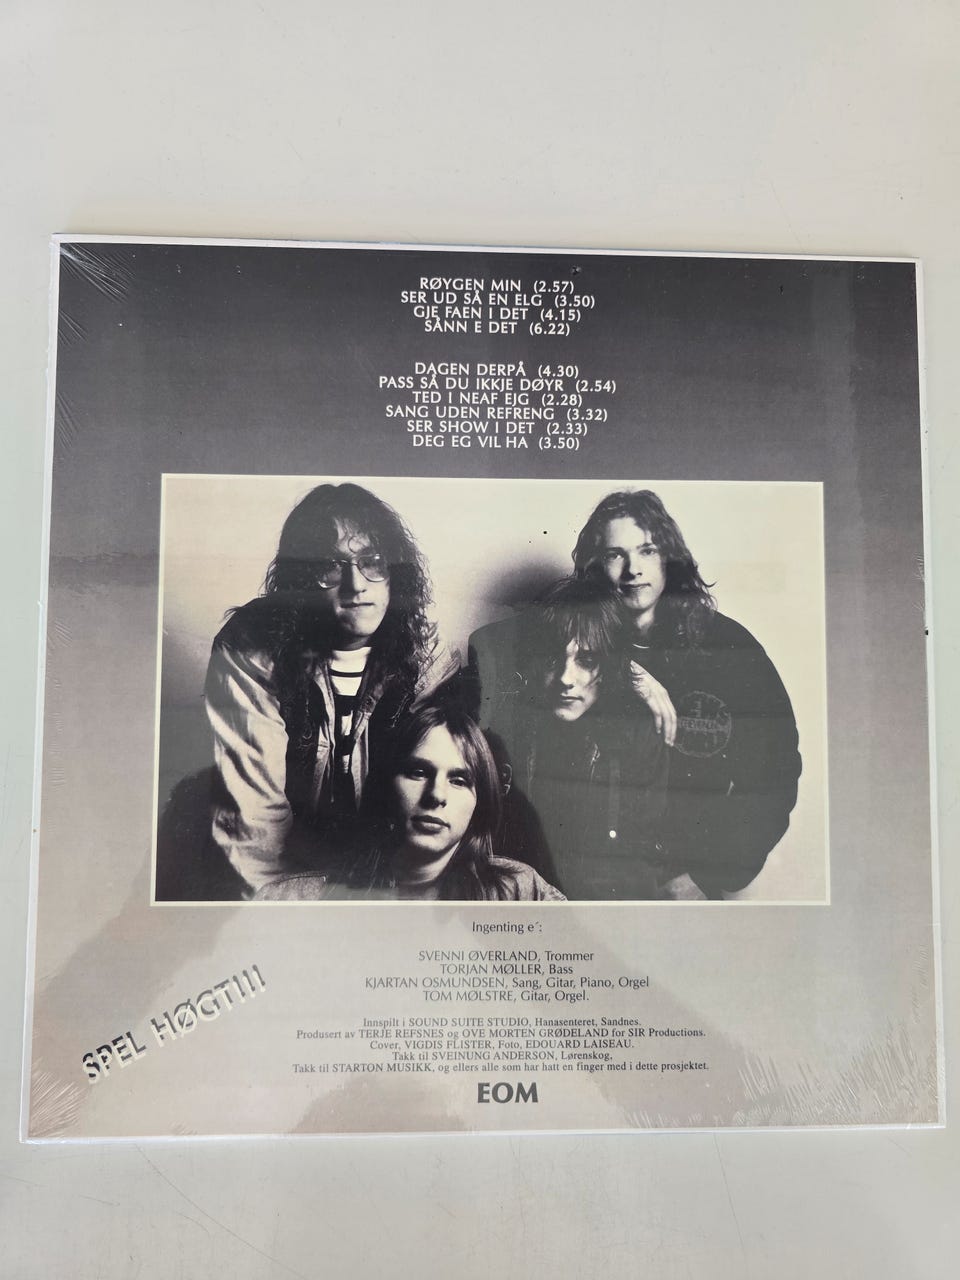 RØYGEN MIN (2.57)
SER UD SÅ EN ELG (3.50)
GJE FAEN I DET (4.15)
SÅNN E DET (6.22)
DAGEN DERPÅ (4.30)
PASS SÅ DU IKKJE DØYR (2.54)
TED I NEAF EJG (2.28)
SANG UDEN REFRENG (3.32)
SER SHOW I DET (2.33)
DEG EG VIL HA (3.50)
Ingenting e´:
SVENNI ØVERLAND, Trommer
TORJAN MØLLER, Bass
KJARTAN OSMUNDSEN, Sang, Gitar, Piano, Orgel
TOM MØLSTRE, Gitar, Orgel.
SPEL HØGT!!!
Innspilt i SOUND SUITE STUDIO, Hanasenteret, Sandnes.
Produsert av TERJE REFSNES og OVE MORTEN GRØDELAND for SIR Productions.
Cover, VIGDIS FLISTER, Foto, EDOUARD LAISEAU.
Takk til SVEINUNG ANDERSON, Lørenskog,
Takk til STARTON MUSIKK, og ellers alle som har hatt en finger med i dette prosjektet.
EOM